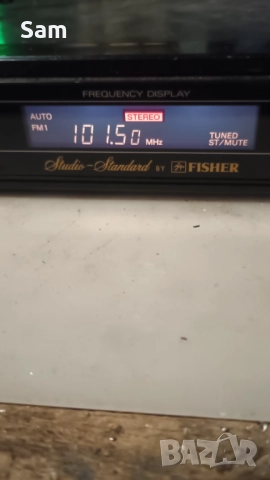 Sam
FREQUENCY DISPLAY
AUTO STEREO
FM1 101.50 MHz TUNED
ST/MUTE
Studio-Standard BY FISHER
BAZAR